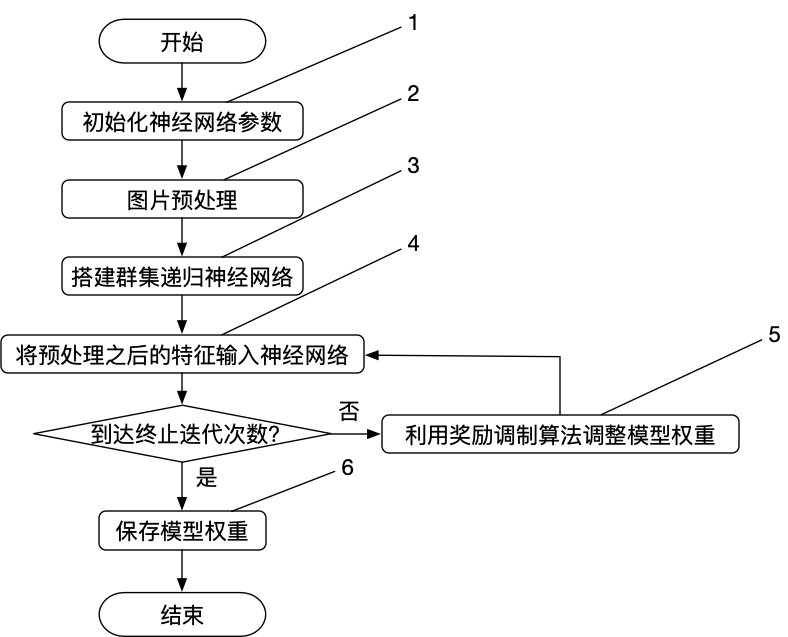 开始
1
初始化神经网络参数
2
图片预处理
3
搭建群集递归神经网络
4
将预处理之后的特征输入神经网络
5
到达终止迭代次数?
否
利用奖励调制算法调整模型权重
是
6
保存模型权重
结束